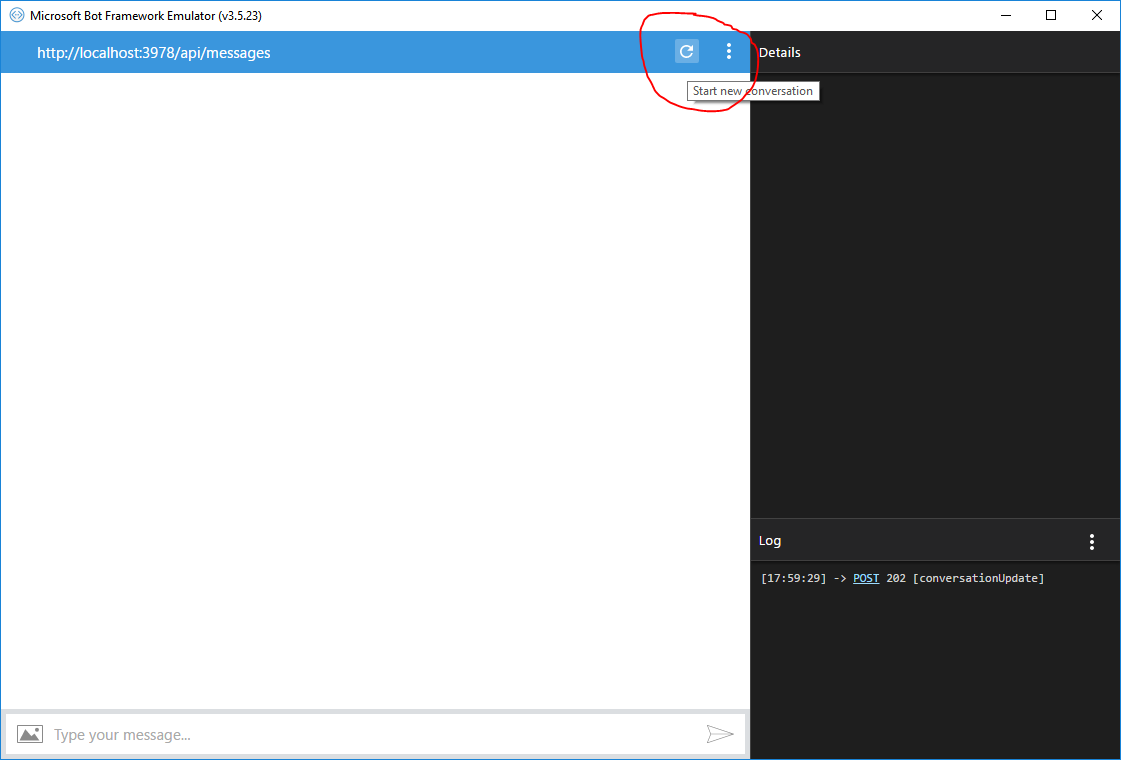 Microsoft Bot Framework Emulator (v3.5.23)
http://localhost:3978/api/messages
Details
Start new conversation
Log
[17:59:29] -> POST 202 [conversationUpdate]
Type your message...